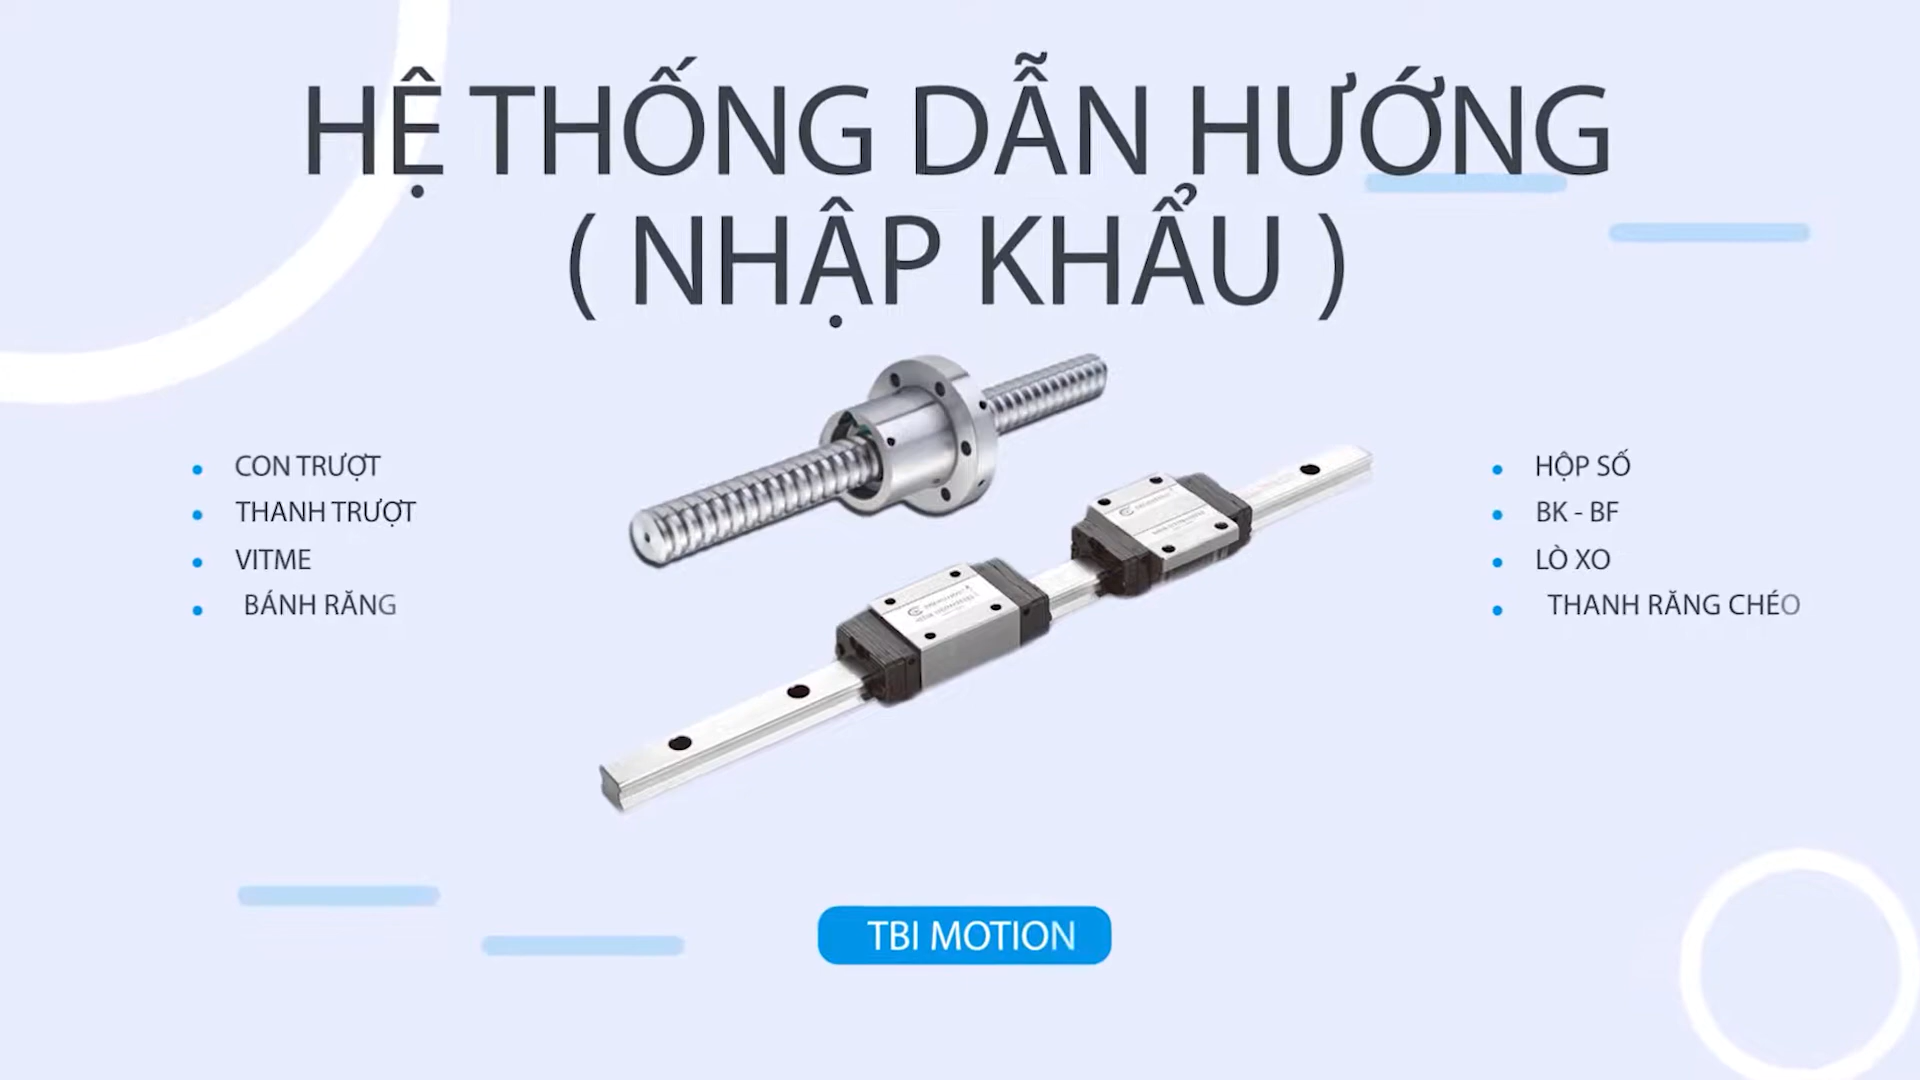 HỆ THỐNG DẪN HƯỚNG
( NHẬP KHẨU )
CON TRƯỢT
THANH TRƯỢT
VITME
BÁNH RĂNG
HỘP SỐ
BK - BF
LÒ XO
THANH RĂNG CHÉO
TBI MOTION